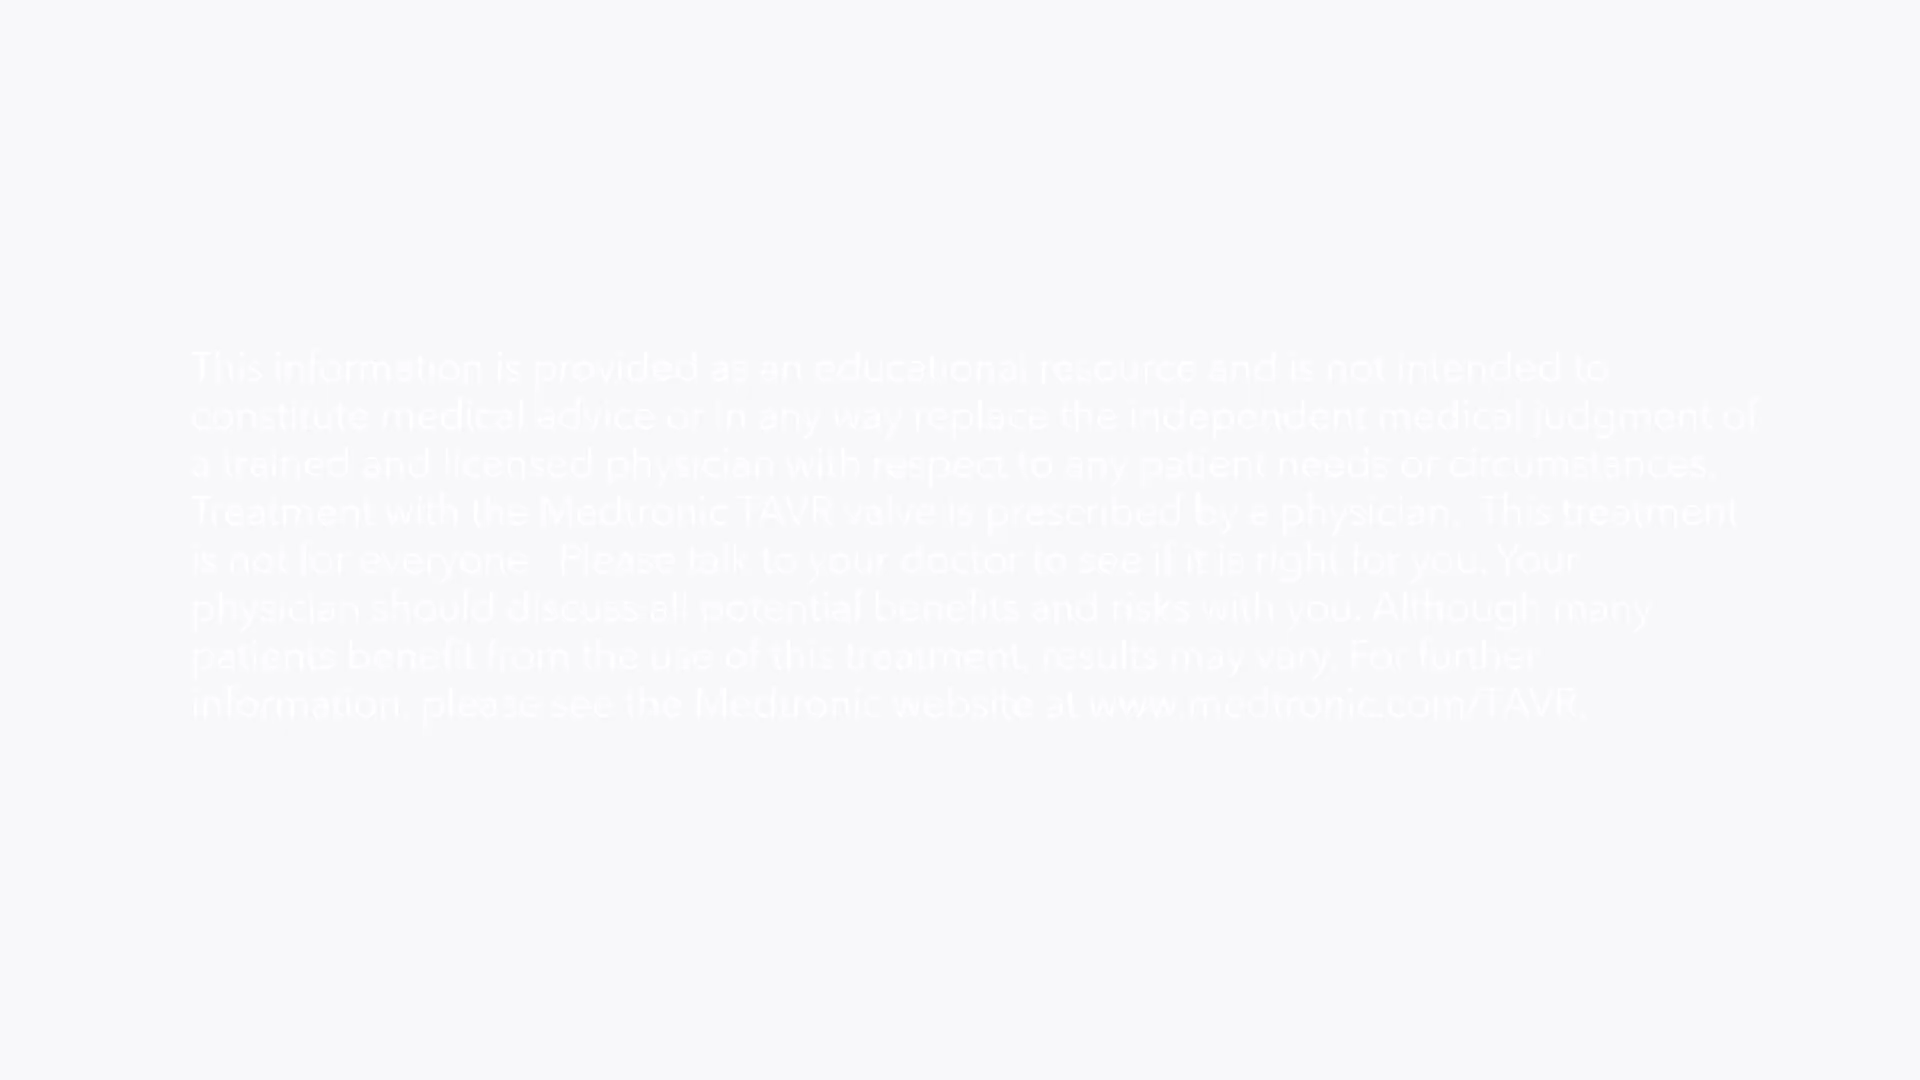 This information is provided as an educational resource and is not intended to
constitute medical advice or in any way replace the independent medical judgment of
a trained and licensed physician with respect to any patient needs or circumstances.
Treatment with the Medtronic TAVR valve is prescribed by a physician. This treatment
is not for everyone. Please talk to your doctor to see if it is right for you. Your
physician should discuss all potential benefits and risks with you. Although many
patients benefit from the use of this treatment, results may vary. For further
information, please see the Medtronic website at www.medtronic.com/TAVR.